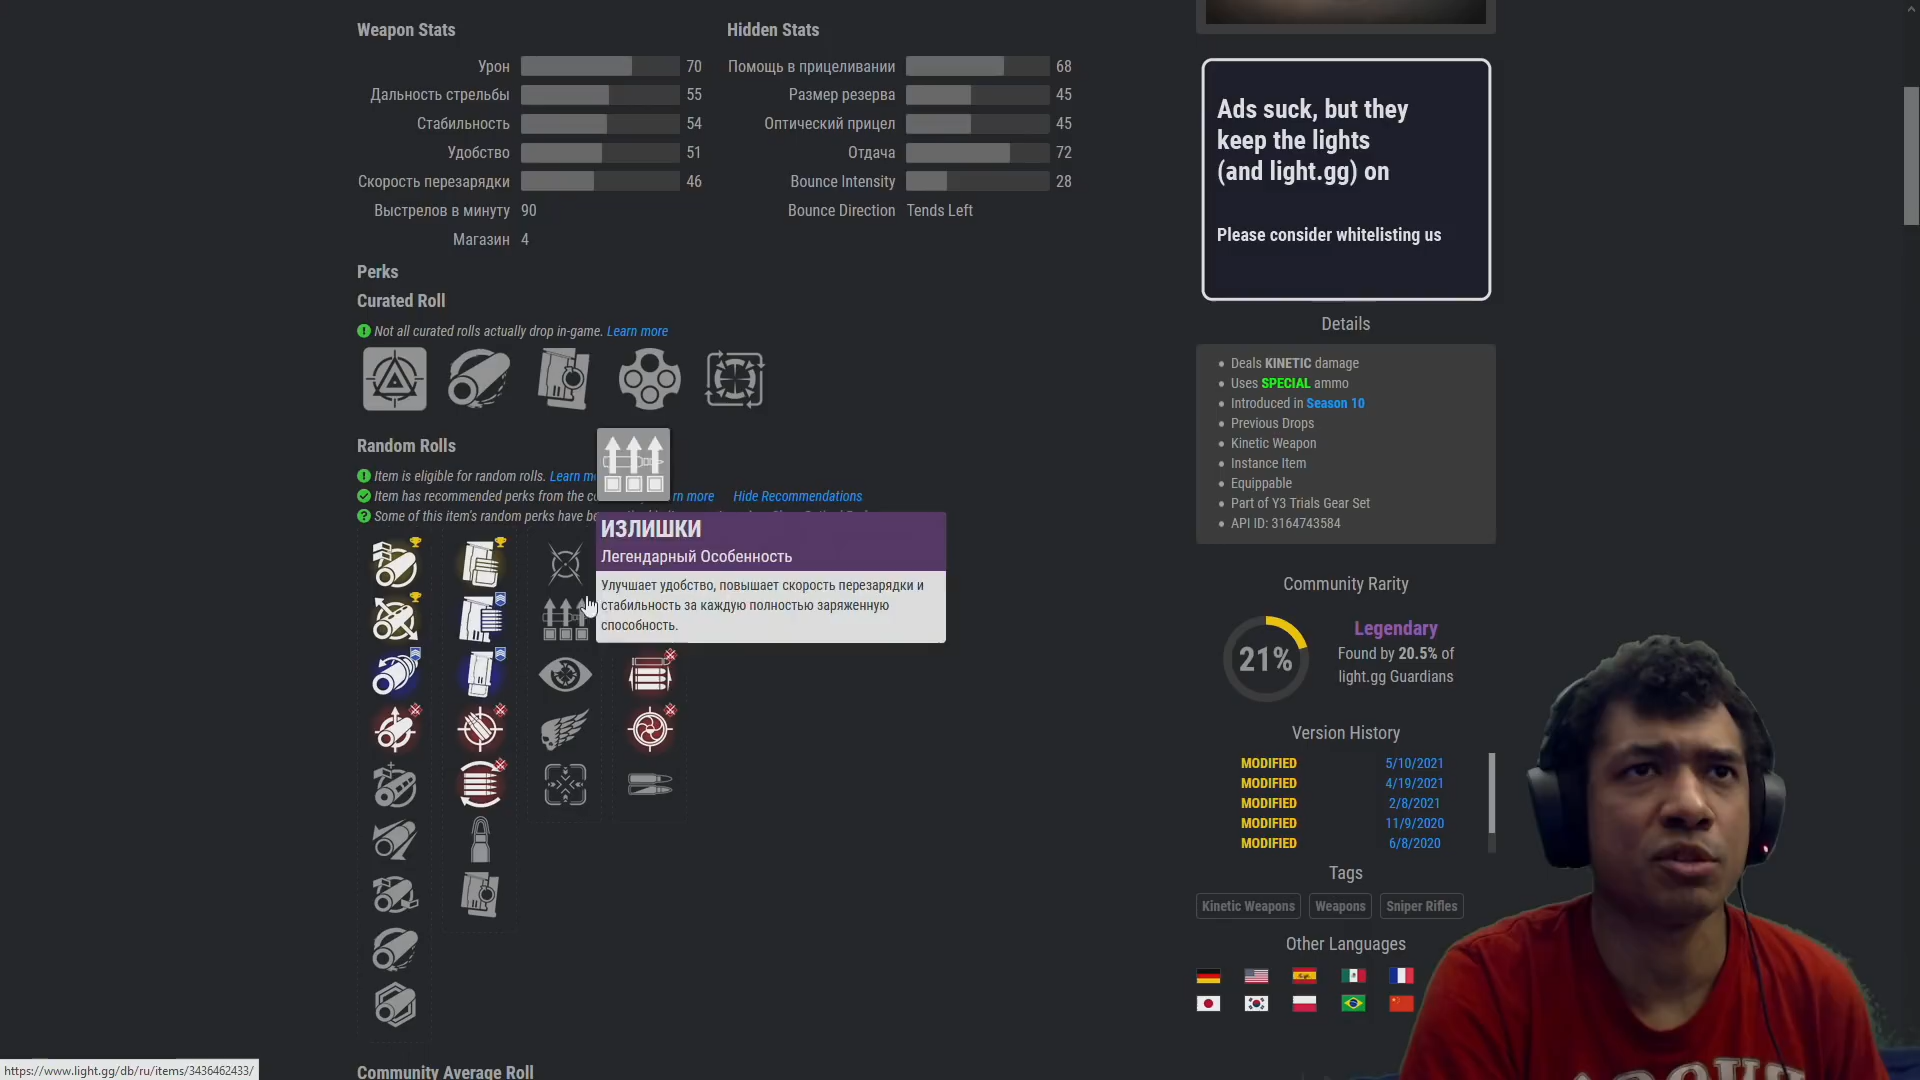 Weapon Stats
Урон 70
Дальность стрельбы 55
Стабильность 54
Удобство 51
Скорость перезарядки 46
Выстрелов в минуту 90
Магазин 4
Hidden Stats
Помощь в прицеливании 68
Размер резерва 45
Оптический прицел 45
Отдача 72
Bounce Intensity 28
Bounce Direction Tends Left
Perks
Curated Roll
Not all curated rolls actually drop in-game. Learn more
Random Rolls
Item is eligible for random rolls. Learn
Item has recommended perks from the more Hide Recommendations
Some of this item's random perks have
ИЗЛИШКИ
Легендарный Особенность
Улучшает удобство, повышает скорость перезарядки и
стабильность за каждую полностью заряженную
способность.
Community Average Roll
https://www.light.gg/db/ru/items/3436462433/
Ads suck, but they
keep the lights
(and light.gg) on
Please consider whitelisting us
Details
Deals KINETIC damage
Uses SPECIAL ammo
Introduced in Season 10
Previous Drops
Kinetic Weapon
Instance Item
Equippable
Part of Y3 Trials Gear Set
API ID: 3164743584
Community Rarity
21%
Legendary
Found by 20.5% of
light.gg Guardians
Version History
MODIFIED 5/10/2021
MODIFIED 4/19/2021
MODIFIED 2/8/2021
MODIFIED 11/9/2020
MODIFIED 6/8/2020
Tags
Kinetic Weapons Weapons Sniper Rifles
Other Languages